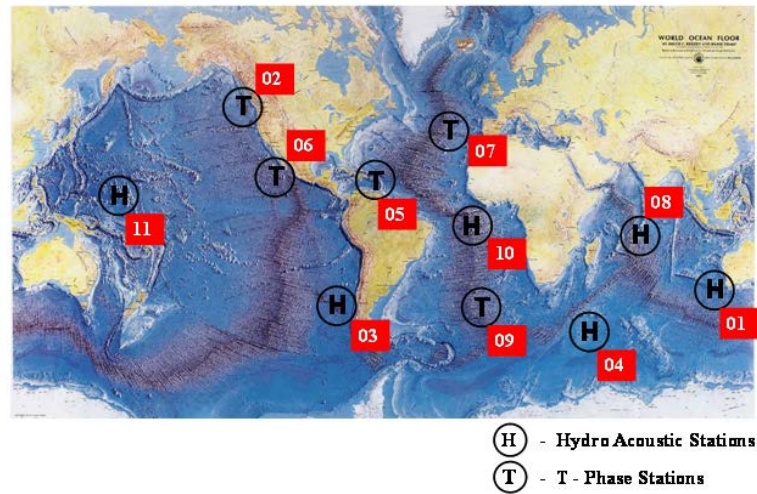 WORLD OCEAN FLOOR
02
T
06
T
07
T
H
11
T
05
08
H
H
10
H
01
H
03
T
09
H
04
H - Hydro Acoustic Stations
T - T - Phase Stations